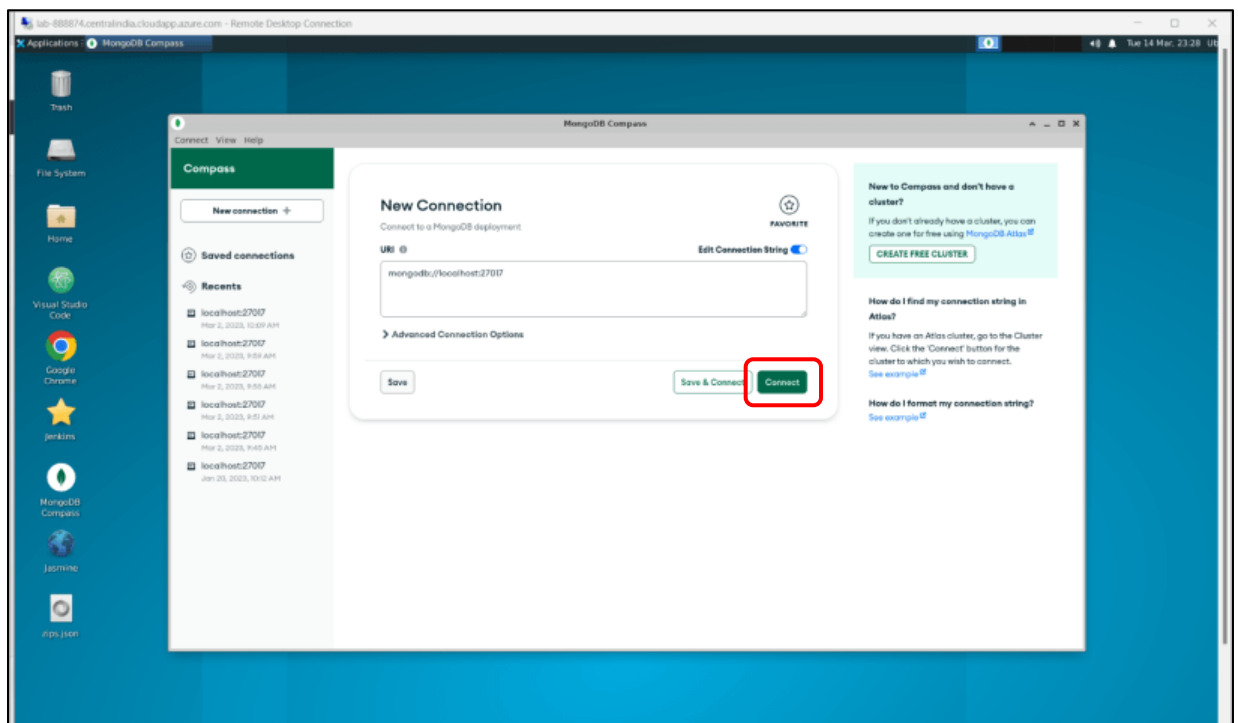 lab-888874.centralindia.cloudapp.azure.com - Remote Desktop Connection
Applications
MongoDB Compass
Tue 14 Mar, 23:28 Ub
Trash
File System
Home
Visual Studio
Code
Google
Chrome
Jenkins
MongoDB
Compass
Jasmine
zips.json
MongoDB Compass
Connect View Help
Compass
New connection +
Saved connections
Recents
localhost:27017
Mar 2, 2023, 10:09 AM
localhost:27017
Mar 2, 2023, 9:59 AM
localhost:27017
Mar 2, 2023, 9:55 AM
localhost:27017
Mar 2, 2023, 9:51 AM
localhost:27017
Mar 2, 2023, 9:45 AM
localhost:27017
Jan 20, 2023, 10:12 AM
New Connection
Connect to a MongoDB deployment
FAVORITE
URI
Edit Connection String
mongodb://localhost:27017
Advanced Connection Options
Save
Save & Connect
Connect
New to Compass and don't have a
cluster?
If you don't already have a cluster, you can
create one for free using MongoDB Atlas
CREATE FREE CLUSTER
How do I find my connection string in
Atlas?
If you have an Atlas cluster, go to the Cluster
view. Click the 'Connect' button for the
cluster to which you wish to connect.
See example
How do I format my connection string?
See example